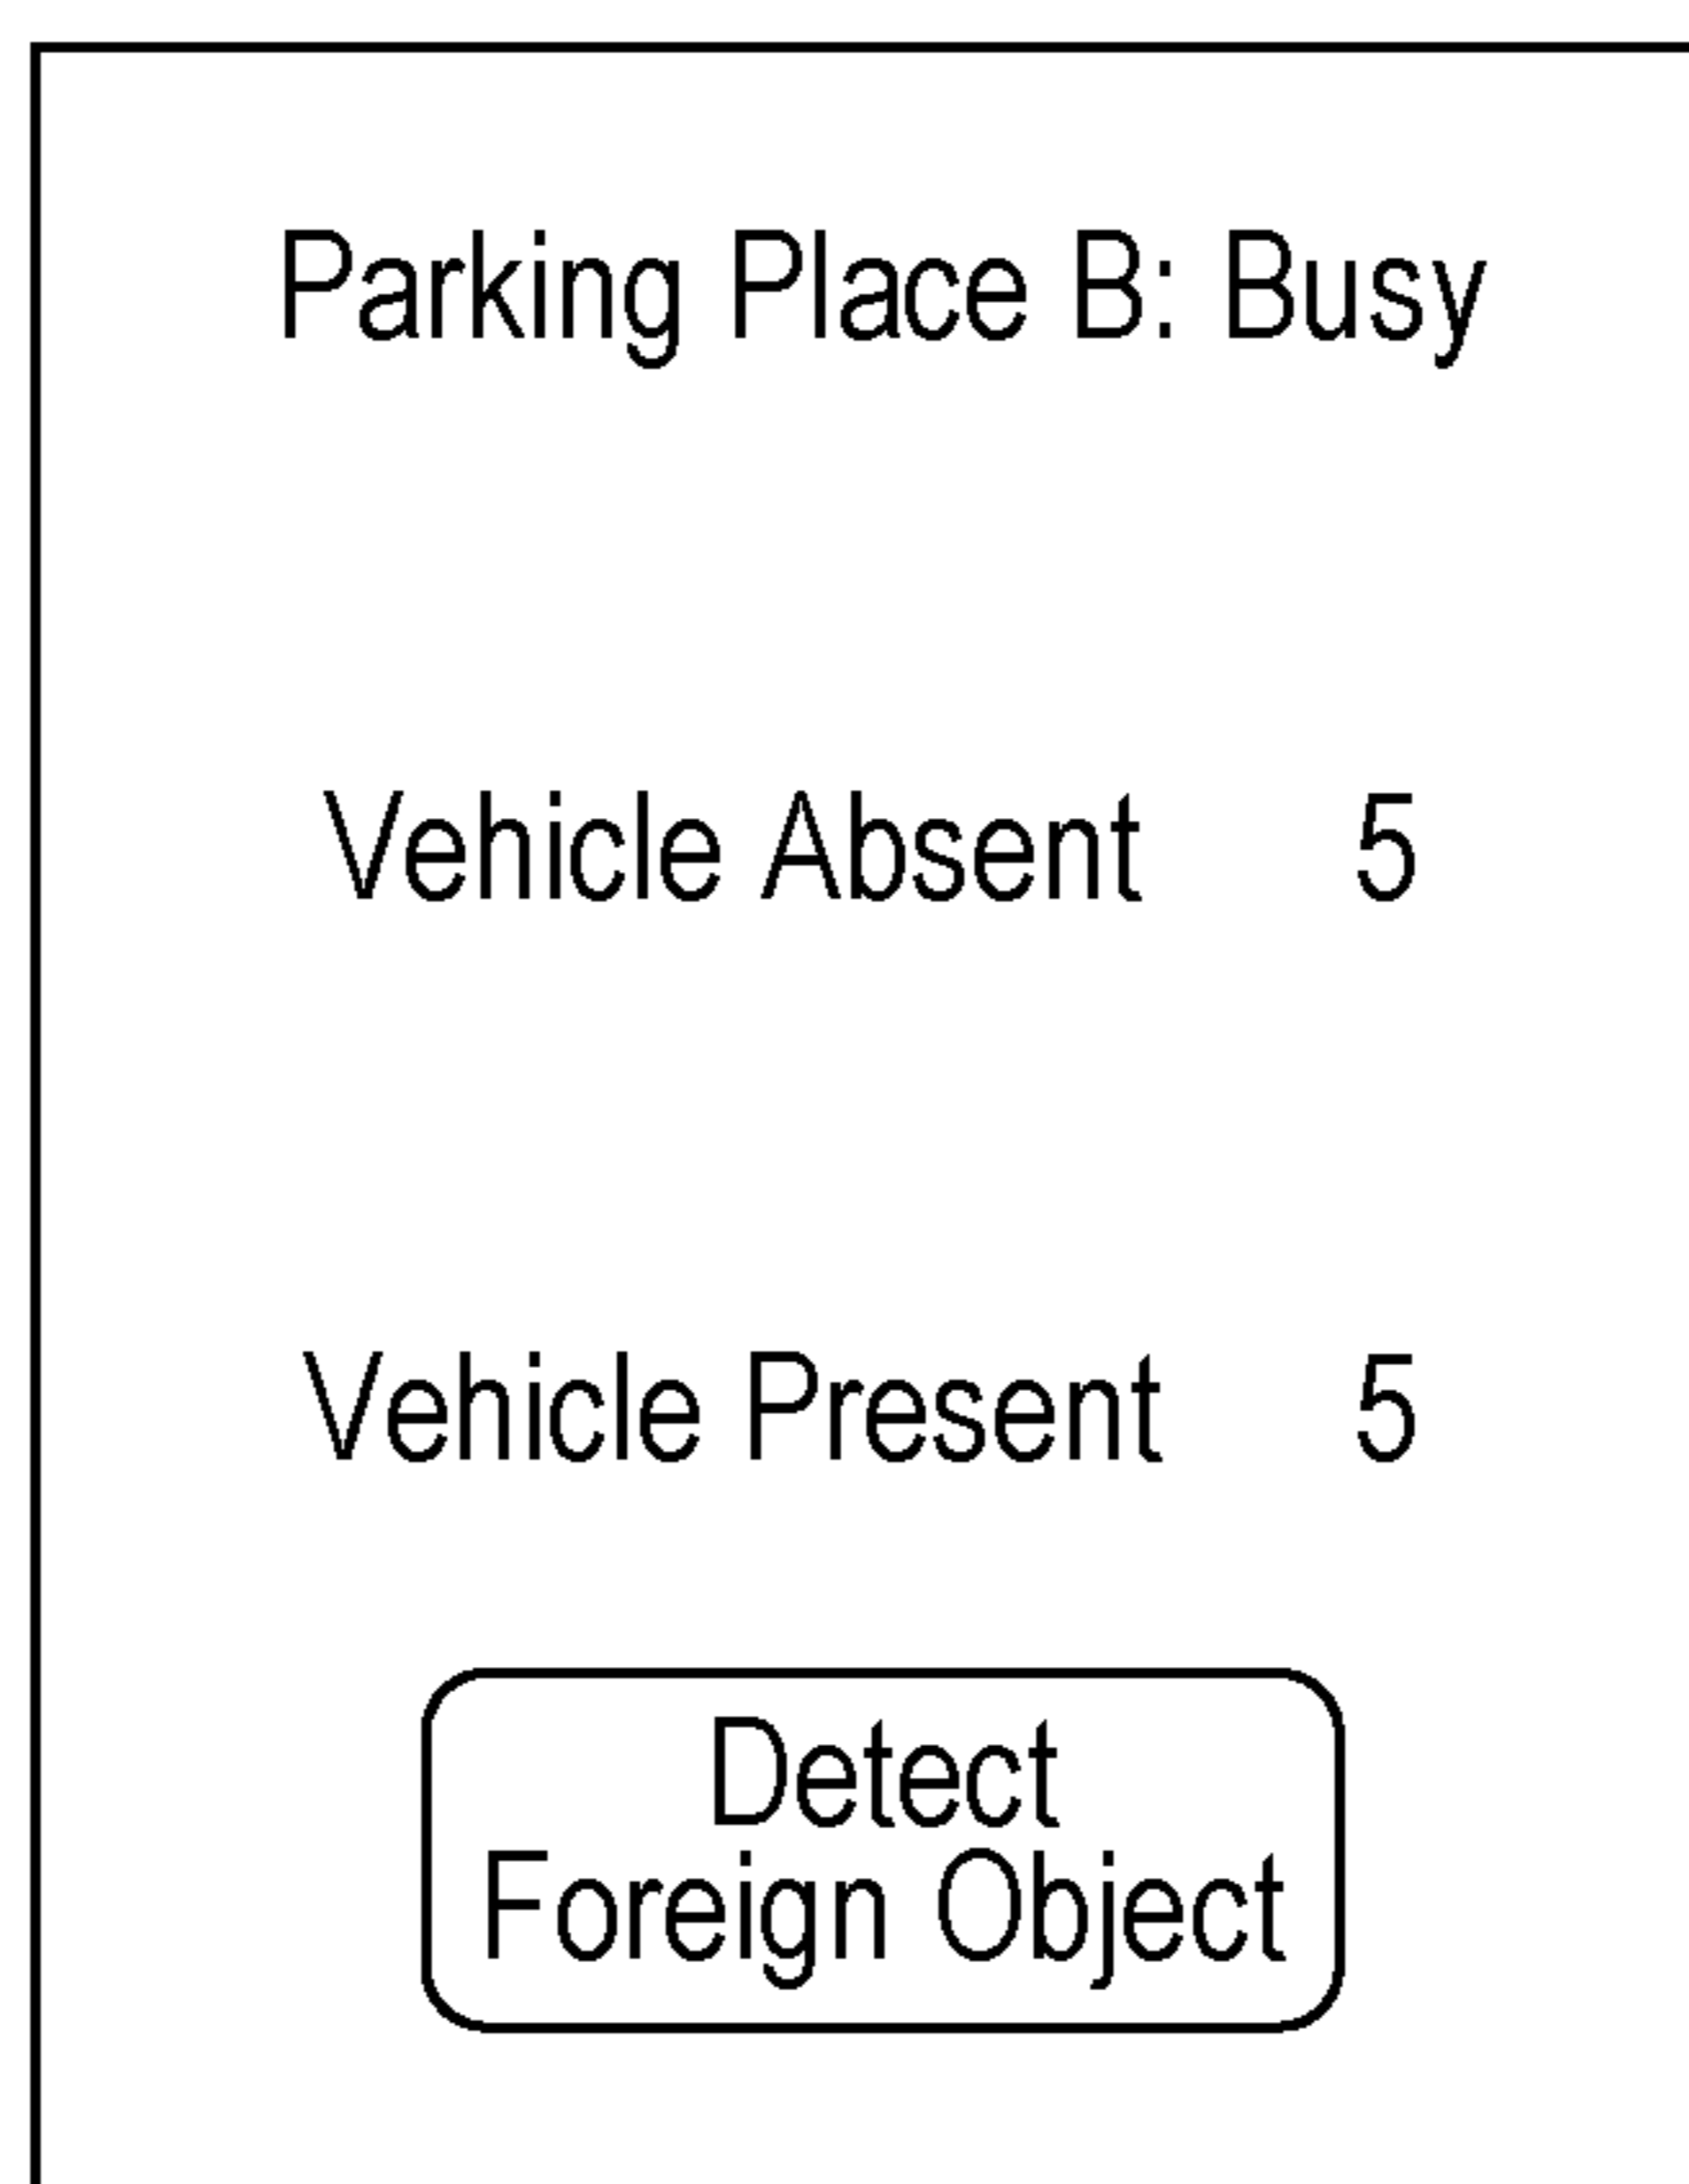 Parking Place B: Busy
Vehicle Absent 5
Vehicle Present 5
Detect
Foreign Object